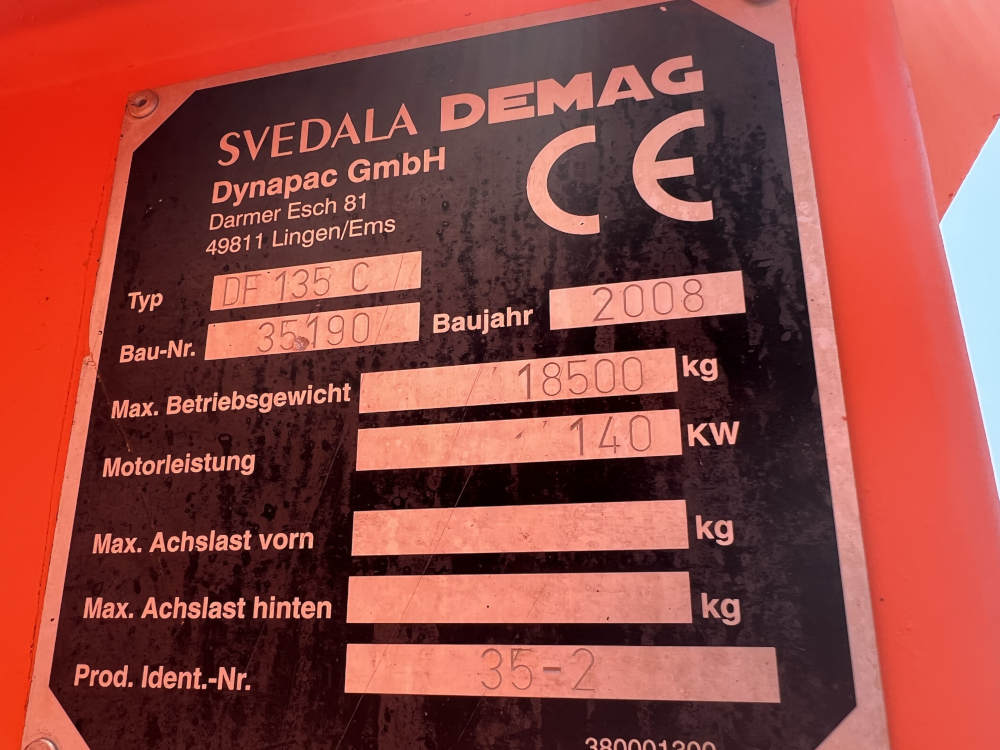 SVEDALA DEMAG
Dynapac GmbH
Darmer Esch 81
49811 Lingen/Ems
CE
Typ DF 135 C //
Bau-Nr. 35190/ Baujahr 2008
Max. Betriebsgewicht 18500 kg
Motorleistung 140 KW
Max. Achslast vorn kg
Max. Achslast hinten kg
Prod. Ident.-Nr. 35-2